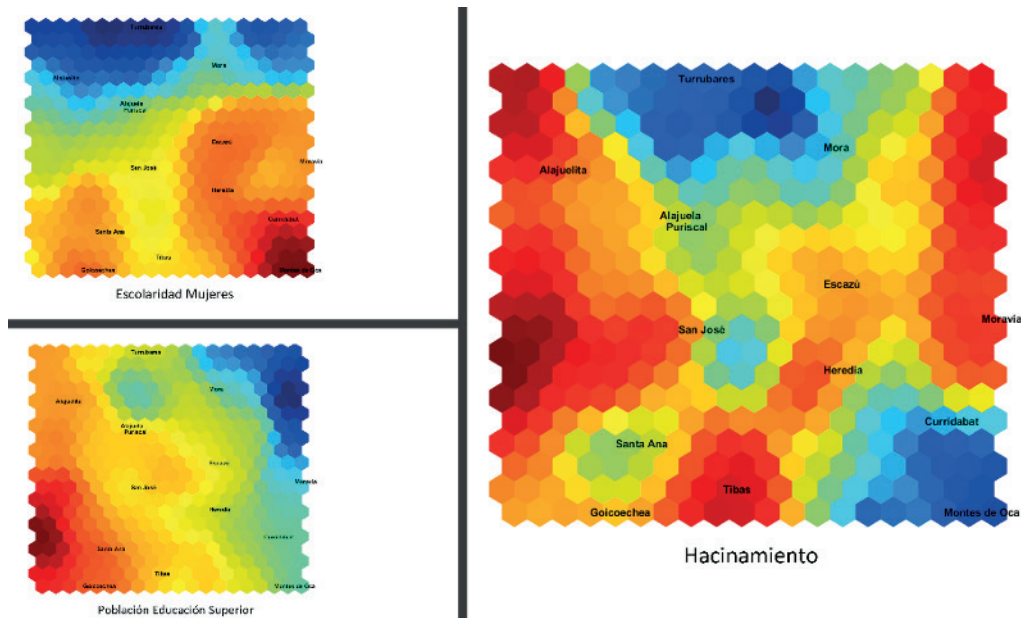 Turrubares
Mora
Alajuelita
Alajuela
Puriscal
Escazú
San José
Moravia
Heredia
Curridabat
Santa Ana
Tibas
Goicoechea
Montes de Oca
Escolaridad Mujeres
Turrubares
Mora
Alajuelita
Alajuela
Puriscal
Escazú
San José
Moravia
Heredia
Curridabat
Santa Ana
Tibas
Goicoechea
Montes de Oca
Población Educación Superior
Turrubares
Mora
Alajuelita
Alajuela
Puriscal
Escazú
San José
Moravia
Heredia
Curridabat
Santa Ana
Tibas
Goicoechea
Montes de Oca
Hacinamiento